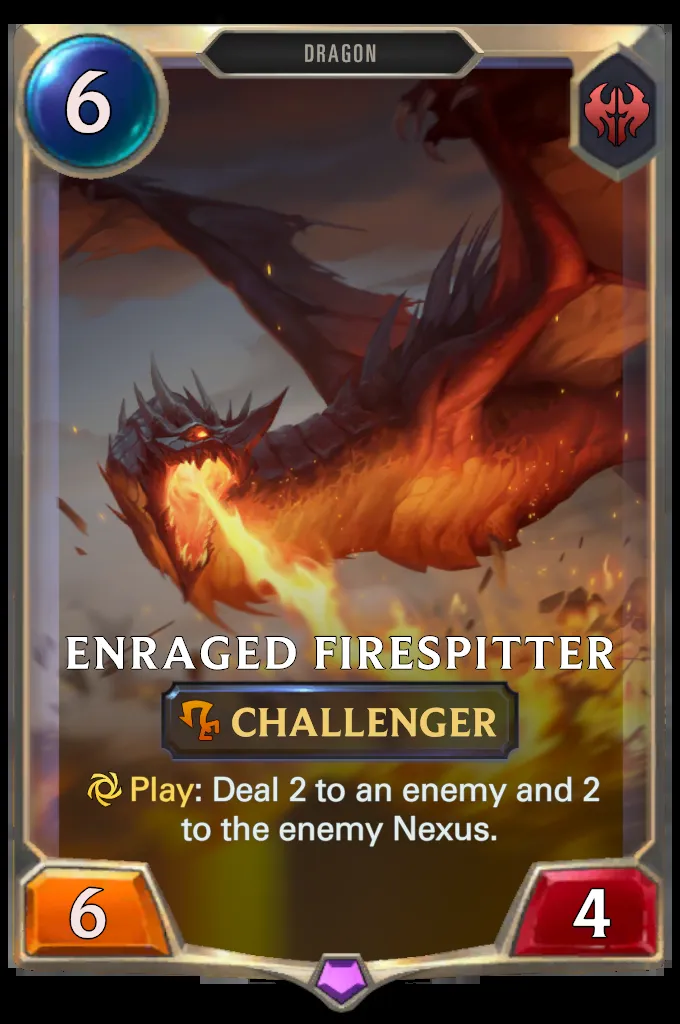 DRAGON
6
ENRAGED FIRESPITTER
CHALLENGER
Play: Deal 2 to an enemy and 2
to the enemy Nexus.
6
4